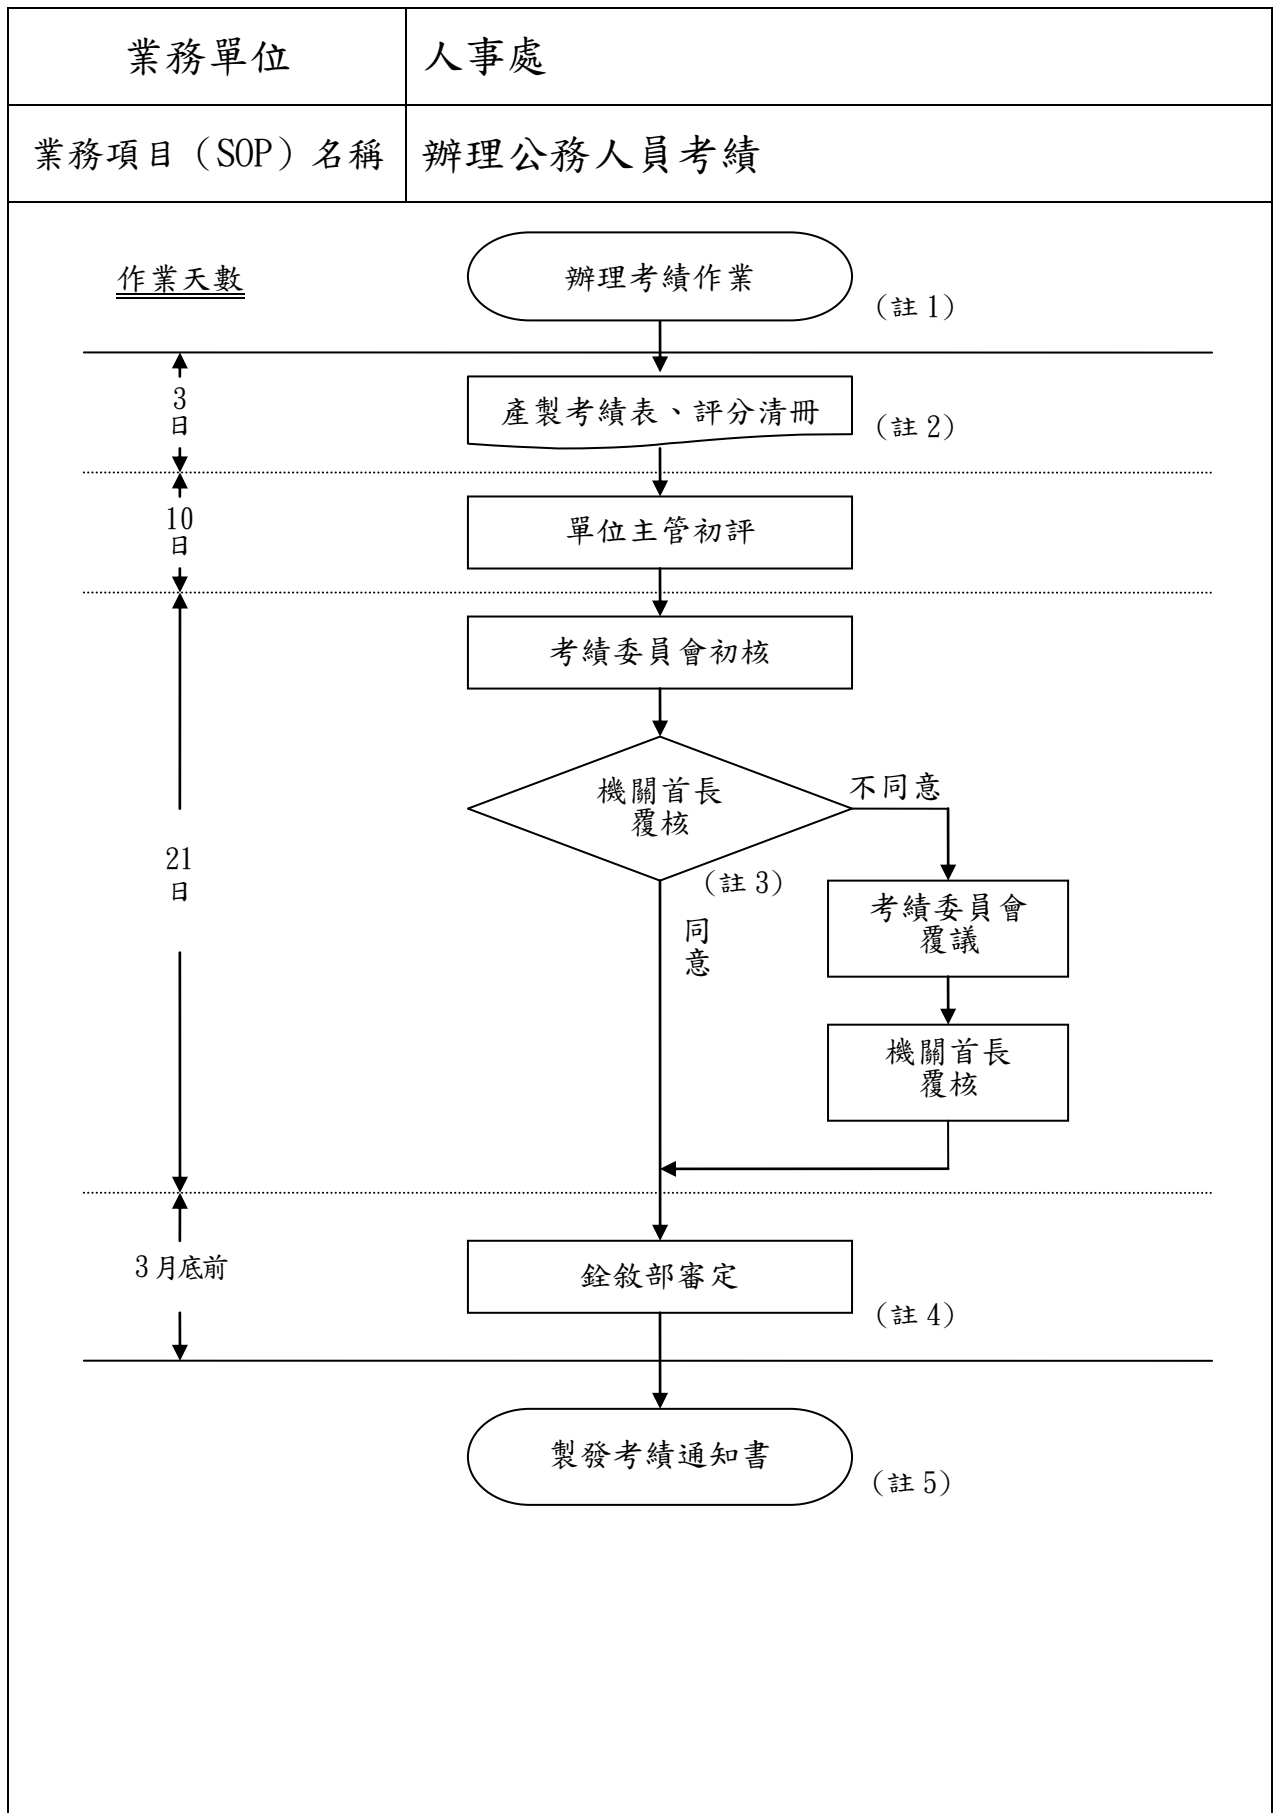 業務單位
人事處
業務項目（SOP）名稱
辦理公務人員考績
作業天數
辦理考績作業
（註 1）
3
日
產製考績表、評分清冊
（註 2）
10
日
單位主管初評
考績委員會初核
機關首長
覆核
不同意
（註 3）
21
日
同
意
考績委員會
覆議
機關首長
覆核
3 月底前
銓敘部審定
（註 4）
製發考績通知書
（註 5）